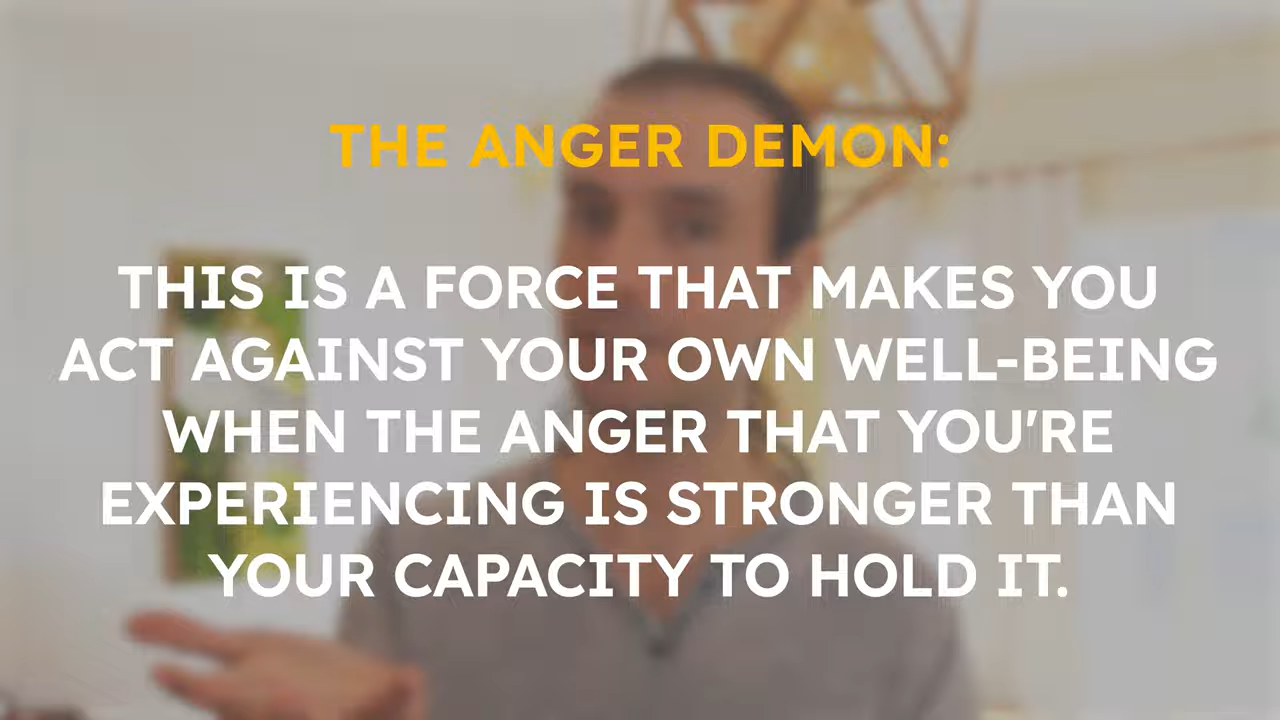 THE ANGER DEMON:
THIS IS A FORCE THAT MAKES YOU
ACT AGAINST YOUR OWN WELL-BEING
WHEN THE ANGER THAT YOU'RE
EXPERIENCING IS STRONGER THAN
YOUR CAPACITY TO HOLD IT.